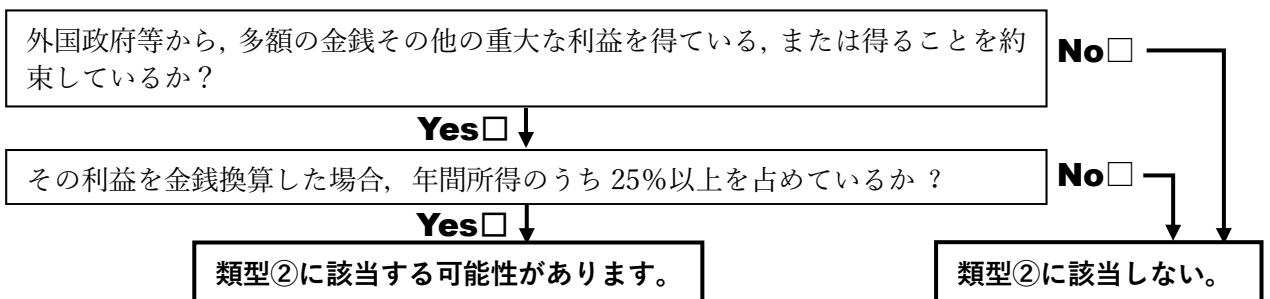 外国政府等から，多額の金銭その他の重大な利益を得ている，または得ることを約
束しているか？
No□
Yes□
その利益を金銭換算した場合，年間所得のうち 25％以上を占めているか ？
No□
Yes□
類型②に該当する可能性があります。
類型②に該当しない。